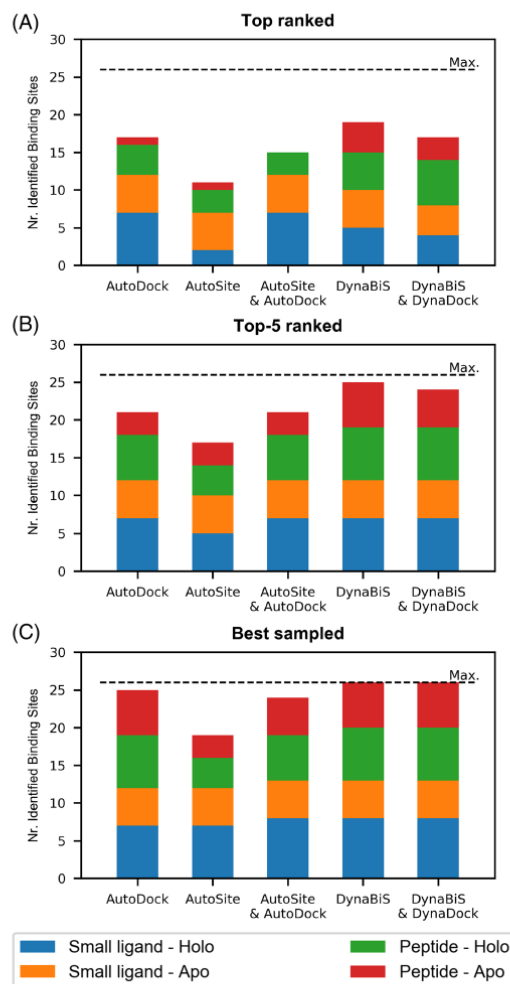 (A)
Top ranked
Nr. Identified Binding Sites
30
25
20
15
10
5
0
Max.
AutoDock
AutoSite
AutoSite
& AutoDock
DynaBiS
DynaBiS
& DynaDock
(B)
Top-5 ranked
Nr. Identified Binding Sites
30
25
20
15
10
5
0
Max.
AutoDock
AutoSite
AutoSite
& AutoDock
DynaBiS
DynaBiS
& DynaDock
(C)
Best sampled
Nr. Identified Binding Sites
30
25
20
15
10
5
0
Max.
AutoDock
AutoSite
AutoSite
& AutoDock
DynaBiS
DynaBiS
& DynaDock
Small ligand - Holo
Small ligand - Apo
Peptide - Holo
Peptide - Apo